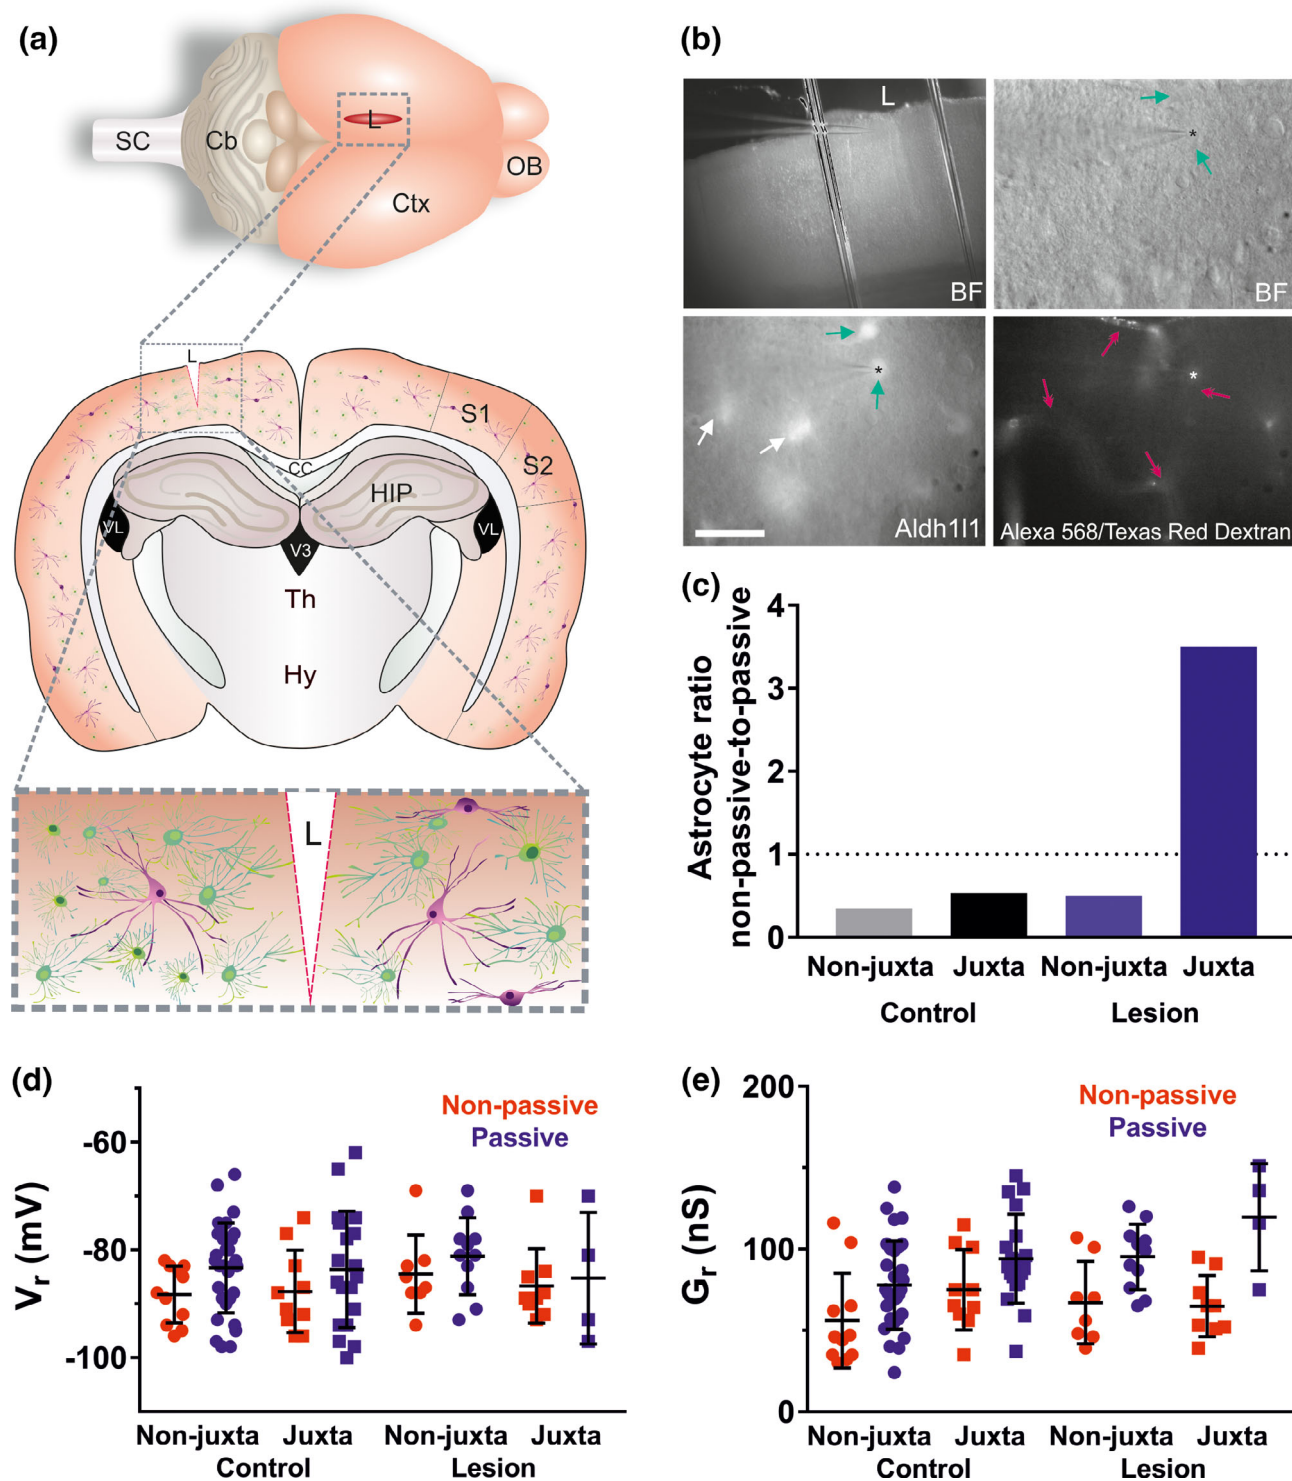 (a)
SC
Cb
L
Ctx
OB
L
S1
S2
CC
HIP
VL
VL
V3
Th
Hy
L
(b)
L
BF
*
BF
*
Aldh1l1
*
Alexa 568/Texas Red Dextran
(c)
Astrocyte ratio
non-passive-to-passive
4
3
2
1
0
Non-juxta Juxta Non-juxta Juxta
Control Lesion
(d)
Non-passive
Passive
Vr (mV)
-60
-80
-100
Non-juxta Juxta Non-juxta Juxta
Control Lesion
(e)
Non-passive
Passive
Gr (nS)
200
100
0
Non-juxta Juxta Non-juxta Juxta
Control Lesion